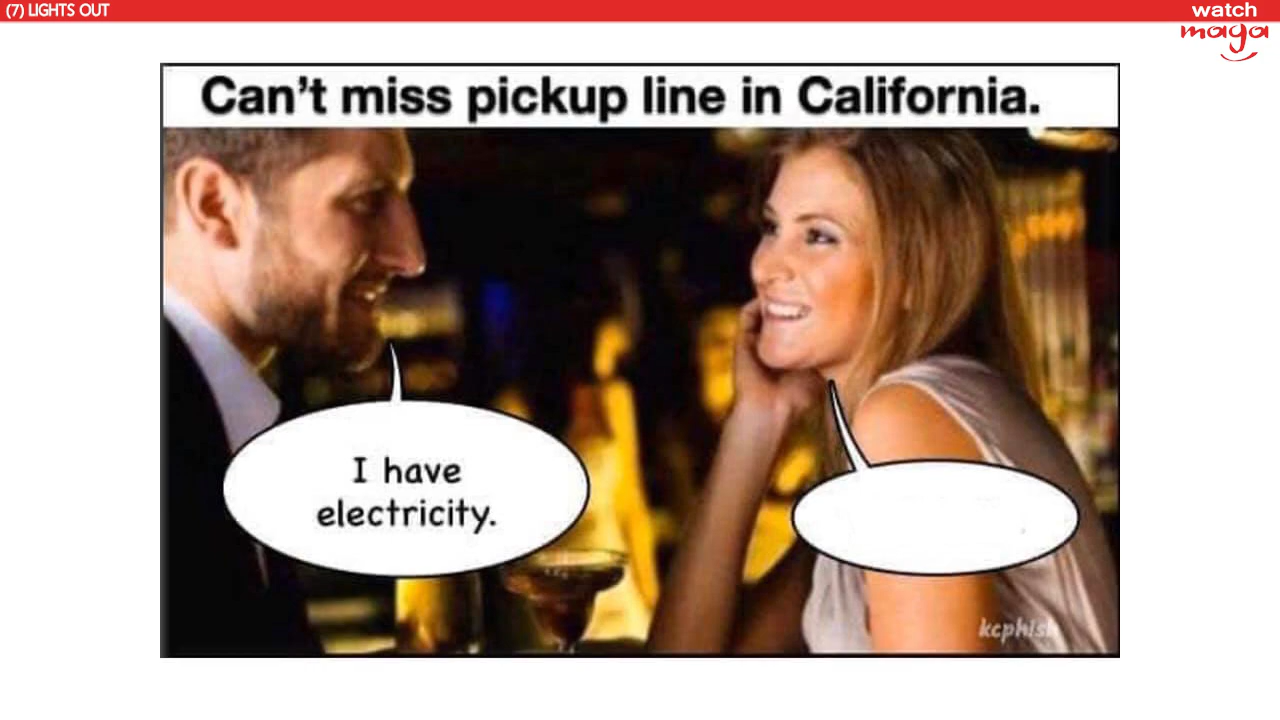 (7) LIGHTS OUT
watch
maga
Can't miss pickup line in California.
I have
electricity.
kcphish